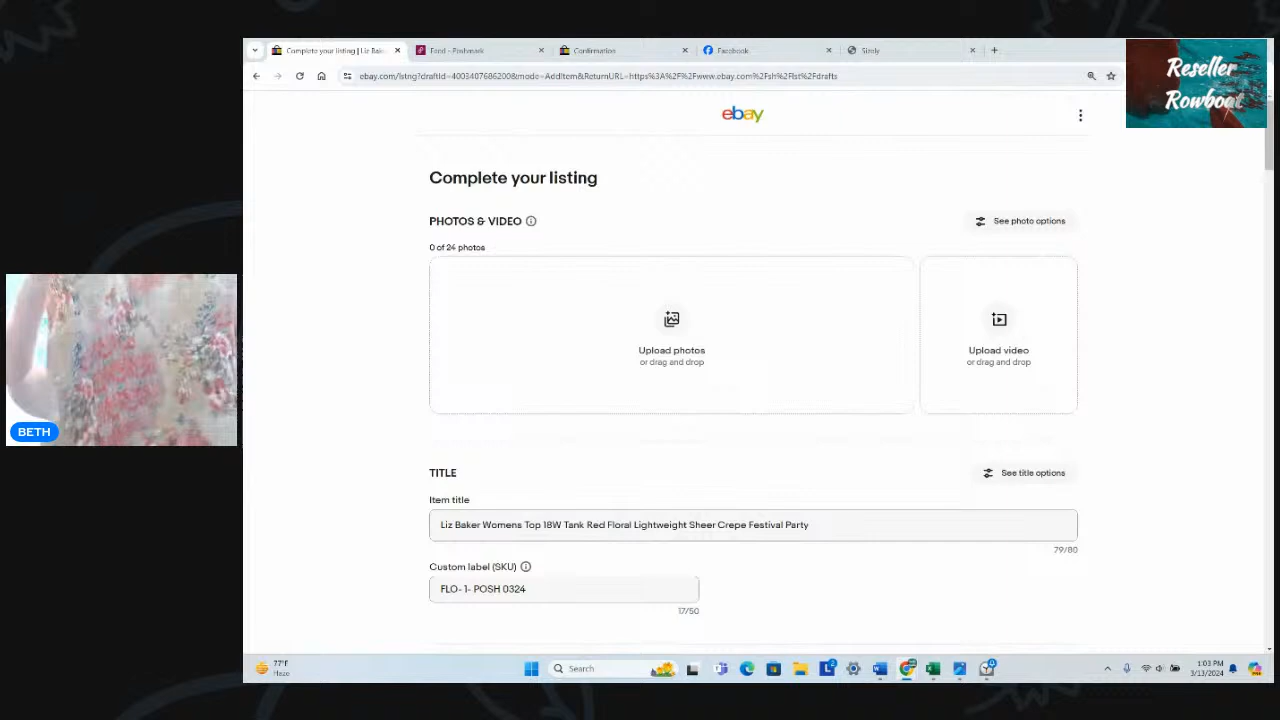 Complete your listing | Liz Bake
Feed - Poshmark
Confirmation
Facebook
Sizely
ebay.com/lstng?draftId=4003407686200&mode=AddItem&ReturnURL=https%3A%2F%2Fwww.ebay.com%2Fsh%2Flst%2Fdrafts
Reseller
Rowboat
ebay
Complete your listing
PHOTOS & VIDEO
See photo options
0 of 24 photos
Upload photos
or drag and drop
Upload video
or drag and drop
TITLE
See title options
Item title
Liz Baker Womens Top 18W Tank Red Floral Lightweight Sheer Crepe Festival Party
79/80
Custom label (SKU)
FLO- 1- POSH 0324
17/50
BETH
77°F
Haze
Search
1:03 PM
3/13/2024